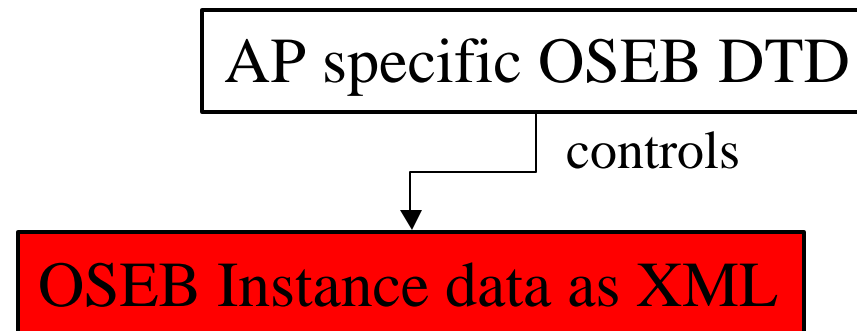 AP specific OSEB DTD
controls
OSEB Instance data as XML